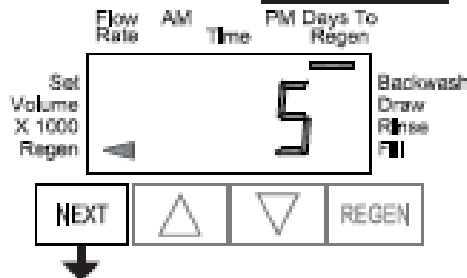 Flow AM PM Days To
Rate Time Regen
Set Backwash
Volume 5 Draw
X 1000 Rinse
Regen Fill
NEXT REGEN